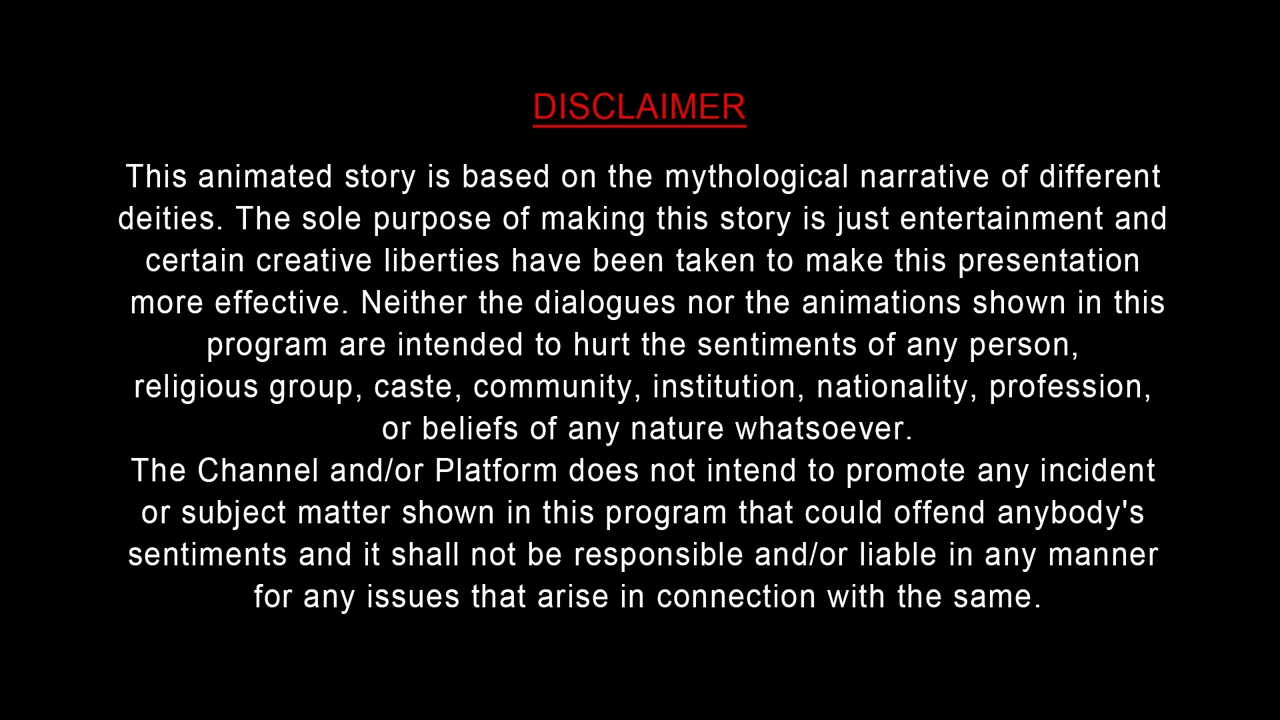 DISCLAIMER
This animated story is based on the mythological narrative of different
deities. The sole purpose of making this story is just entertainment and
certain creative liberties have been taken to make this presentation
more effective. Neither the dialogues nor the animations shown in this
program are intended to hurt the sentiments of any person,
religious group, caste, community, institution, nationality, profession,
or beliefs of any nature whatsoever.
The Channel and/or Platform does not intend to promote any incident
or subject matter shown in this program that could offend anybody's
sentiments and it shall not be responsible and/or liable in any manner
for any issues that arise in connection with the same.